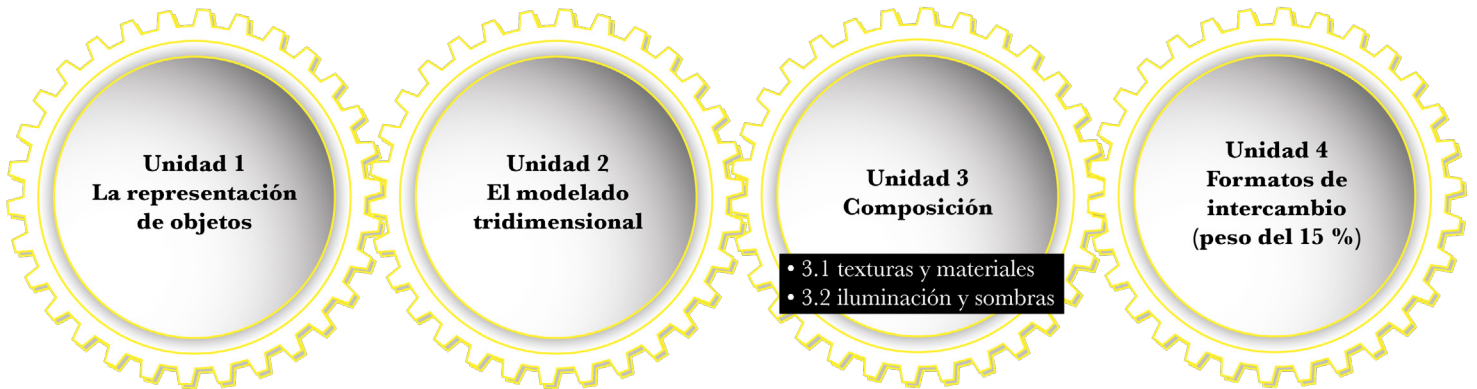 Unidad 1
La representación
de objetos
Unidad 2
El modelado
tridimensional
Unidad 3
Composición
• 3.1 texturas y materiales
• 3.2 iluminación y sombras
Unidad 4
Formatos de
intercambio
(peso del 15 %)